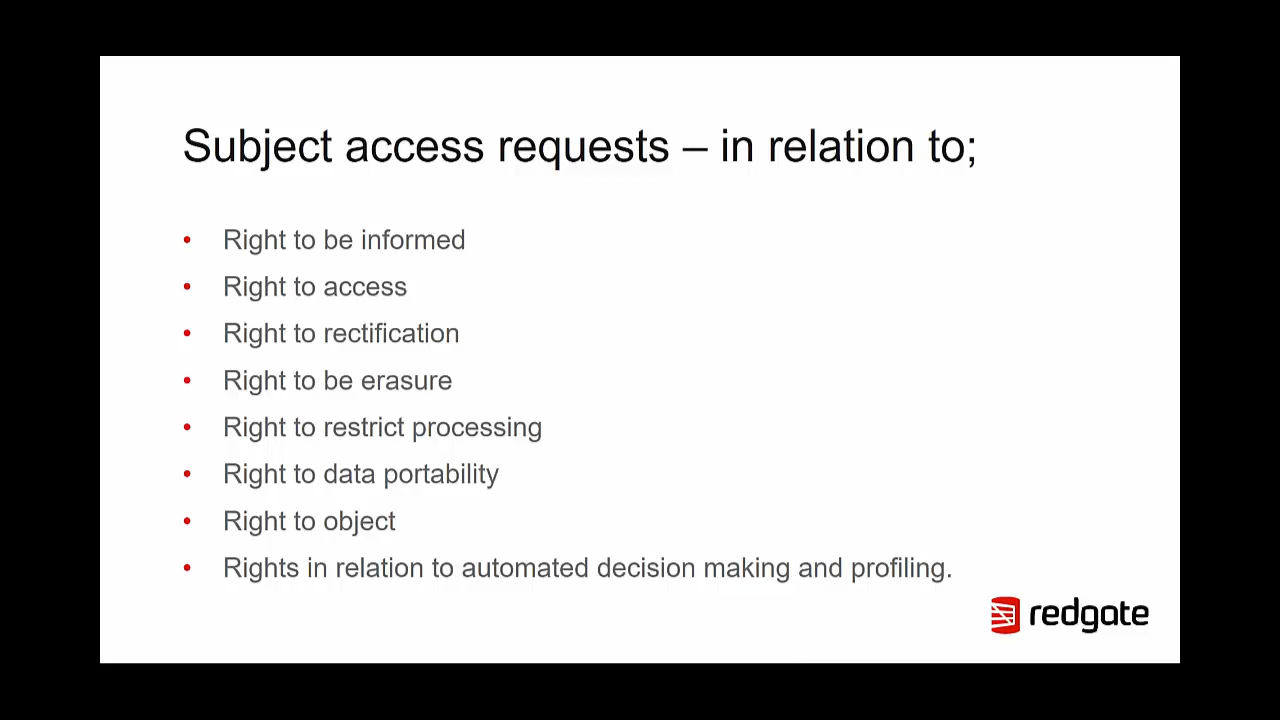 Subject access requests – in relation to;
• Right to be informed
• Right to access
• Right to rectification
• Right to be erasure
• Right to restrict processing
• Right to data portability
• Right to object
• Rights in relation to automated decision making and profiling.
redgate